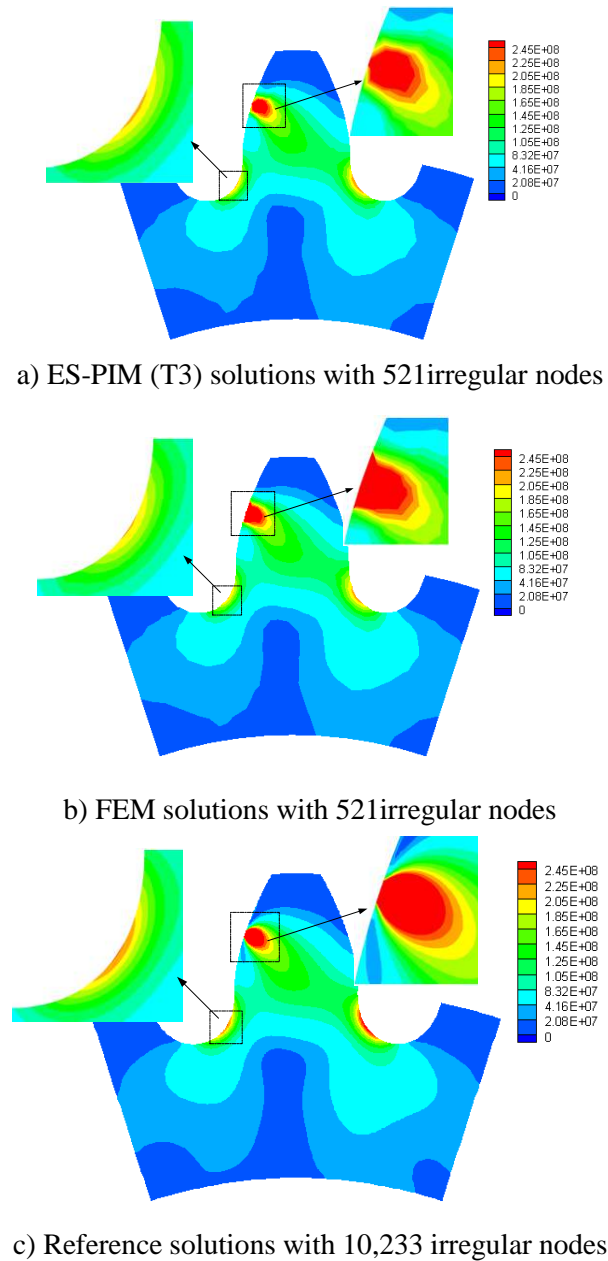 2.45E+08
2.25E+08
2.05E+08
1.85E+08
1.65E+08
1.45E+08
1.25E+08
1.05E+08
8.32E+07
4.16E+07
2.08E+07
0
a) ES-PIM (T3) solutions with 521irregular nodes
2.45E+08
2.25E+08
2.05E+08
1.85E+08
1.65E+08
1.45E+08
1.25E+08
1.05E+08
8.32E+07
4.16E+07
2.08E+07
0
b) FEM solutions with 521irregular nodes
2.45E+08
2.25E+08
2.05E+08
1.85E+08
1.65E+08
1.45E+08
1.25E+08
1.05E+08
8.32E+07
4.16E+07
2.08E+07
0
c) Reference solutions with 10,233 irregular nodes